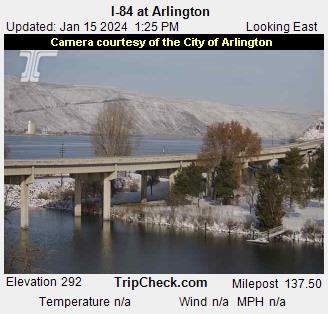 I-84 at Arlington
Updated: Jan 15 2024 1:25 PM Looking East
Camera courtesy of the City of Arlington
Elevation 292 TripCheck.com Milepost 137.50
Temperature n/a Wind n/a MPH n/a